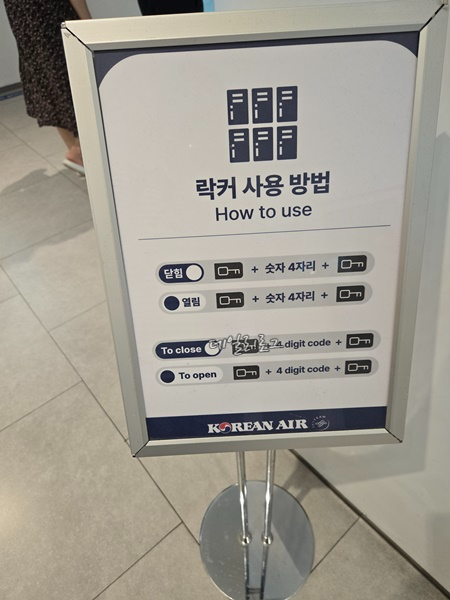 락커 사용 방법
How to use
닫힘 + 숫자 4자리 +
열림 + 숫자 4자리 +
To close + 4 digit code +
To open + 4 digit code +
KOREAN AIR